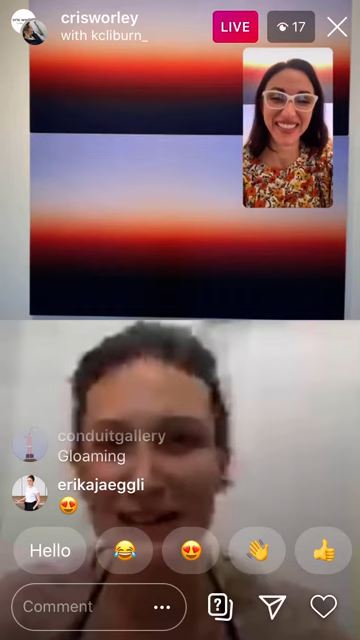 crisworley
with kcliburn_
LIVE
17
conduitgallery
Gloaming
erikajaeggli
😍
Hello 😂 😍 👋 👍
Comment